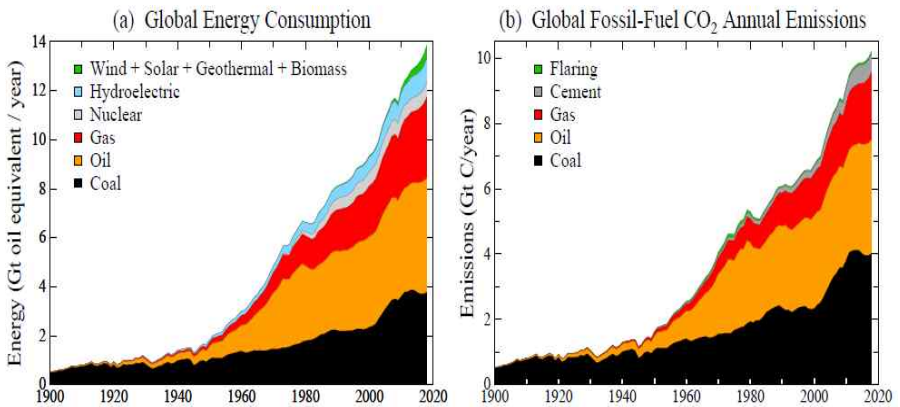 (a) Global Energy Consumption
Energy (Gt oil equivalent / year)
14
12
10
8
6
4
2
0
Wind + Solar + Geothermal + Biomass
Hydroelectric
Nuclear
Gas
Oil
Coal
1900 1920 1940 1960 1980 2000 2020
(b) Global Fossil-Fuel CO₂ Annual Emissions
Emissions (Gt C/year)
10
8
6
4
2
0
Flaring
Cement
Gas
Oil
Coal
1900 1920 1940 1960 1980 2000 2020